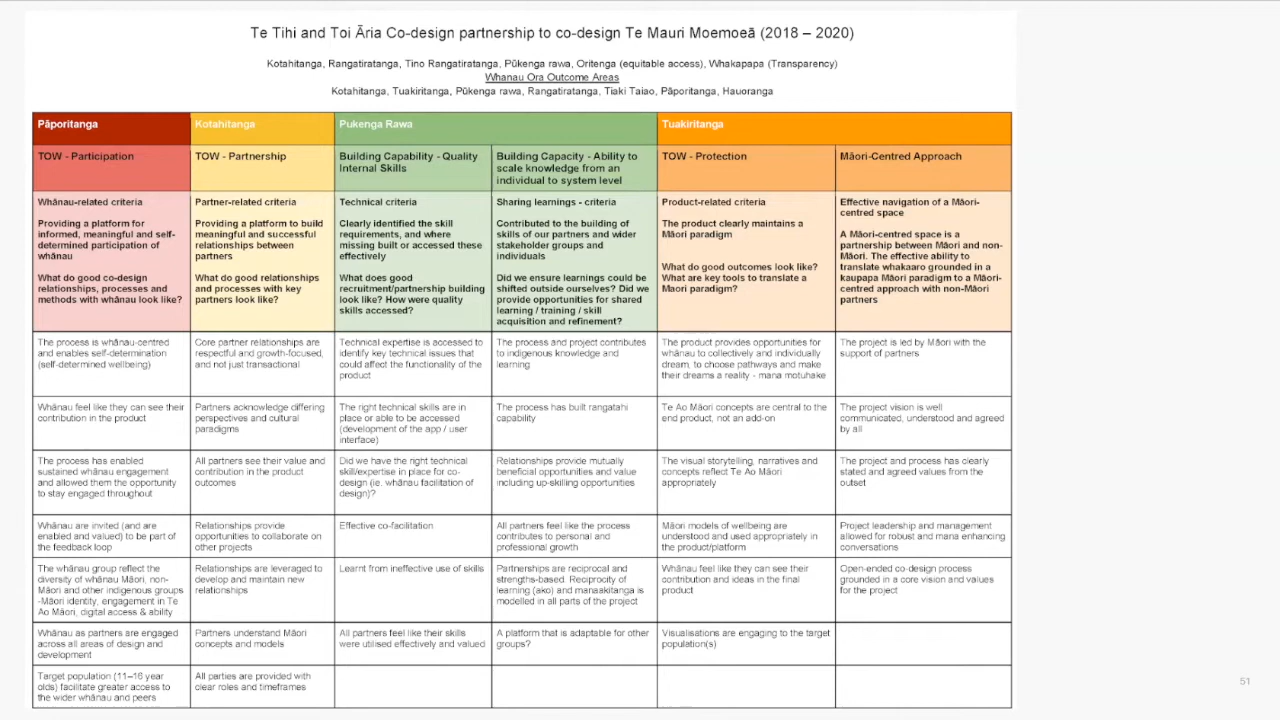 Te Tihi and Toi Āria Co-design partnership to co-design Te Mauri Moemoeā (2018 – 2020)
Kotahitanga, Rangatiratanga, Tino Rangatiratanga, Pūkenga rawa, Oritenga (equitable access), Whakapapa (Transparency)
Whanau Ora Outcome Areas
Kotahitanga, Tuakiritanga, Pūkenga rawa, Rangatiratanga, Tiaki Taiao, Pāporitanga, Hauoranga
Pāporitanga
Kotahitanga
Pukenga Rawa
Tuakiritanga
TOW - Participation
TOW - Partnership
Building Capability - Quality
Internal Skills
Building Capacity - Ability to
scale knowledge from an
individual to system level
TOW - Protection
Māori-Centred Approach
Whānau-related criteria
Providing a platform for
informed, meaningful and self-
determined participation of
whānau
What do good co-design
relationships, processes and
methods with whānau look like?
Partner-related criteria
Providing a platform to build
meaningful and successful
relationships between
partners
What do good relationships
and processes with key
partners look like?
Technical criteria
Clearly identified the skill
requirements, and where
missing built or accessed these
effectively
What does good
recruitment/partnership building
look like? How were quality
skills accessed?
Sharing learnings - criteria
Contributed to the building of
skills of our partners and wider
stakeholder groups and
individuals
Did we ensure learnings could be
shifted outside ourselves? Did we
provide opportunities for shared
learning / training / skill
acquisition and refinement?
Product-related criteria
The product clearly maintains a
Māori paradigm
What do good outcomes look like?
What are key tools to translate a
Maori paradigm?
Effective navigation of a Māori-
centred space
A Māori-centred space is a
partnership between Māori and non-
Māori. The effective ability to
translate whakaaro grounded in a
kaupapa Māori paradigm to a Māori-
centred approach with non-Māori
partners
The process is whānau-centred
and enables self-determination
(self-determined wellbeing)
Core partner relationships are
respectful and growth-focused,
and not just transactional
Technical expertise is accessed to
identify key technical issues that
could affect the functionality of the
product
The process and project contributes
to indigenous knowledge and
learning
The product provides opportunities for
whānau to collectively and individually
dream, to choose pathways and make
their dreams a reality - mana motuhake
The project is led by Māori with the
support of partners
Whānau feel like they can see their
contribution in the product
Partners acknowledge differing
perspectives and cultural
paradigms
The right technical skills are in
place or able to be accessed
(development of the app / user
interface)
The process has built rangatahi
capability
Te Ao Māori concepts are central to the
end product, not an add-on
The project vision is well
communicated, understood and agreed
by all
The process has enabled
sustained whānau engagement
and allowed them the opportunity
to stay engaged throughout
All partners see their value and
contribution in the product
outcomes
Did we have the right technical
skill/expertise in place for co-
design (ie. whānau facilitation of
design)?
Relationships provide mutually
beneficial opportunities and value
including up-skilling opportunities
The visual storytelling, narratives and
concepts reflect Te Ao Māori
appropriately
The project and process has clearly
stated and agreed values from the
outset
Whānau are invited (and are
enabled and valued) to be part of
the feedback loop
Relationships provide
opportunities to collaborate on
other projects
Effective co-facilitation
All partners feel like the process
contributes to personal and
professional growth
Māori models of wellbeing are
understood and used appropriately in
the product/platform
Project leadership and management
allowed for robust and mana enhancing
conversations
The whānau group reflect the
diversity of whānau Māori, non-
Māori and other indigenous groups
-Māori identity, engagement in Te
Ao Māori, digital access & ability
Relationships are leveraged to
develop and maintain new
relationships
Learnt from ineffective use of skills
Partnerships are reciprocal and
strengths-based. Reciprocity of
learning (ako) and manaakitanga is
modelled in all parts of the project
Whānau feel like they can see their
contribution and ideas in the final
product
Open-ended co-design process
grounded in a core vision and values
for the project
Whānau as partners are engaged
across all areas of design and
development
Partners understand Māori
concepts and models
All partners feel like their skills
were utilised effectively and valued
A platform that is adaptable for other
groups?
Visualisations are engaging to the target
population(s)
Target population (11–16 year
olds) facilitate greater access to
the wider whānau and peers
All parties are provided with
clear roles and timeframes
51